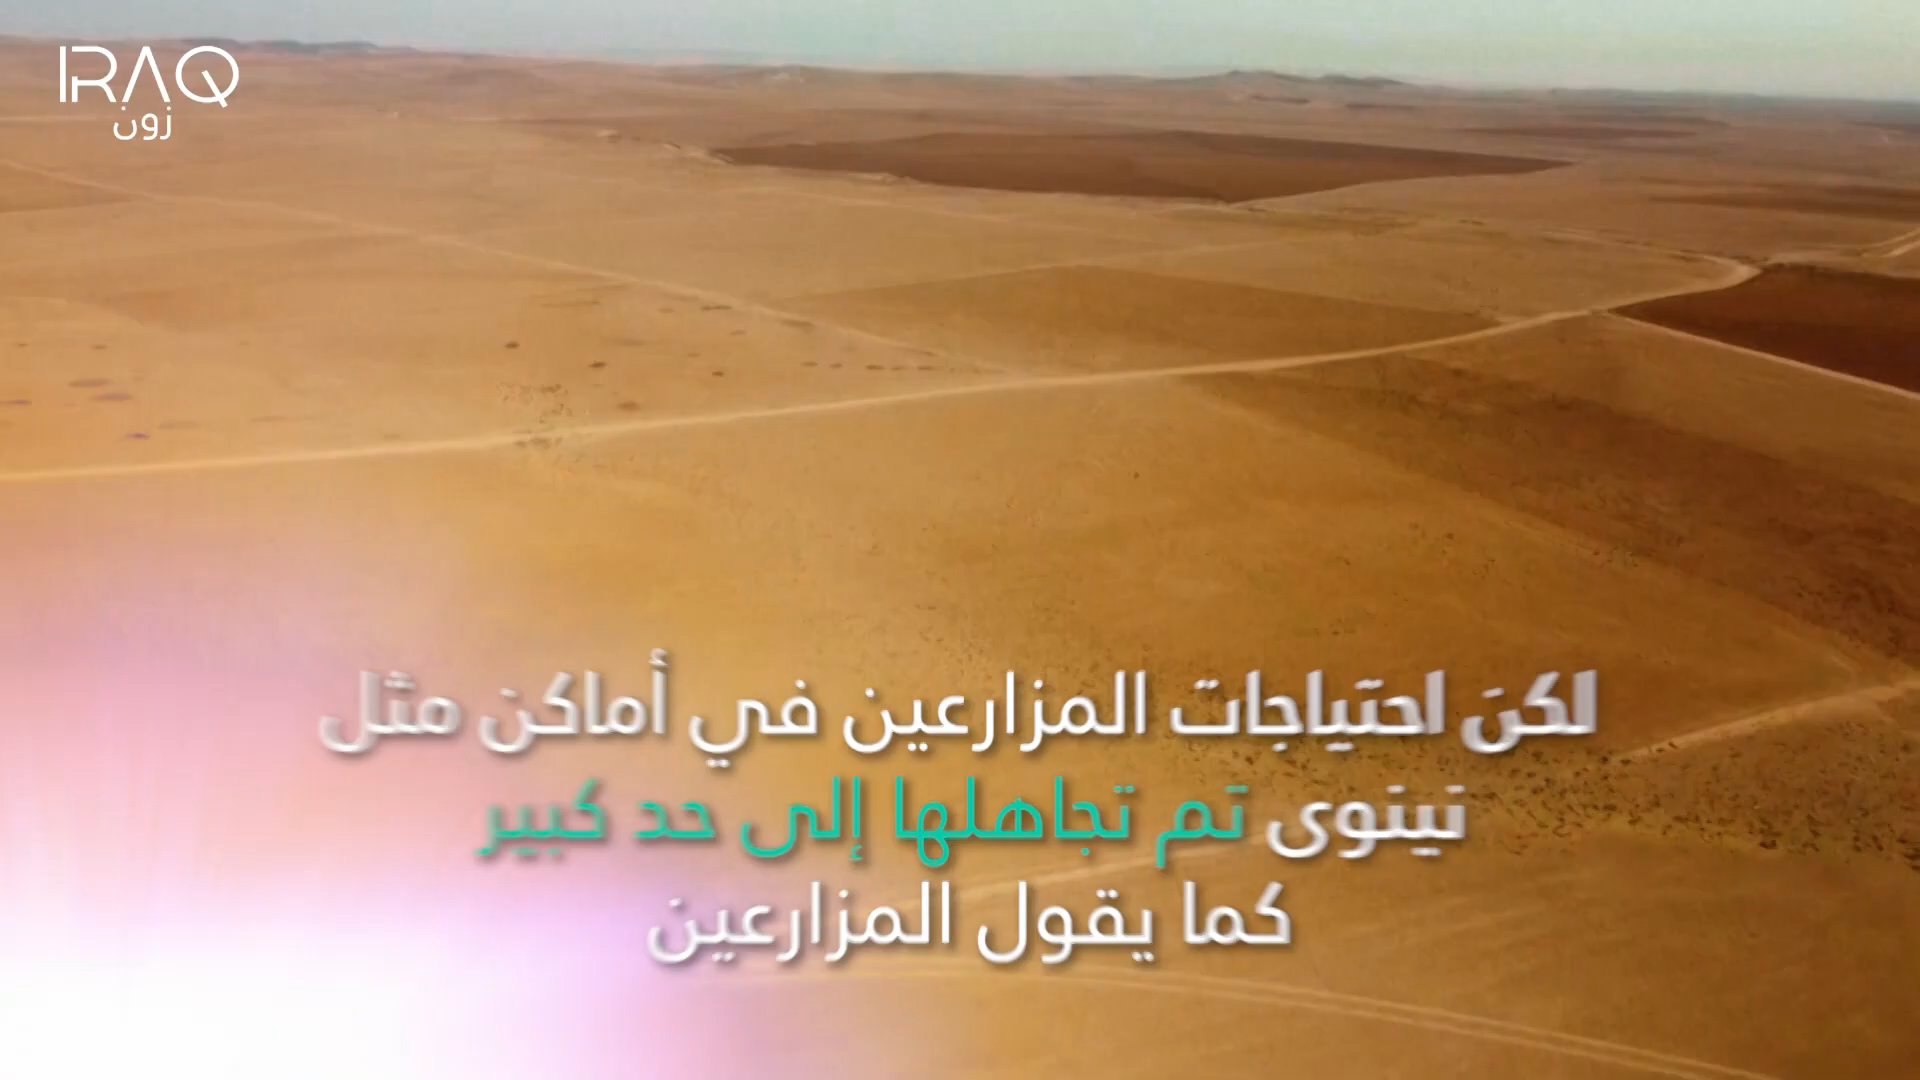 IRAQ
زون
لكن احتياجات المزارعين في أماكن مثل
نينوى تم تجاهلها إلى حد كبير
كما يقول المزارعين